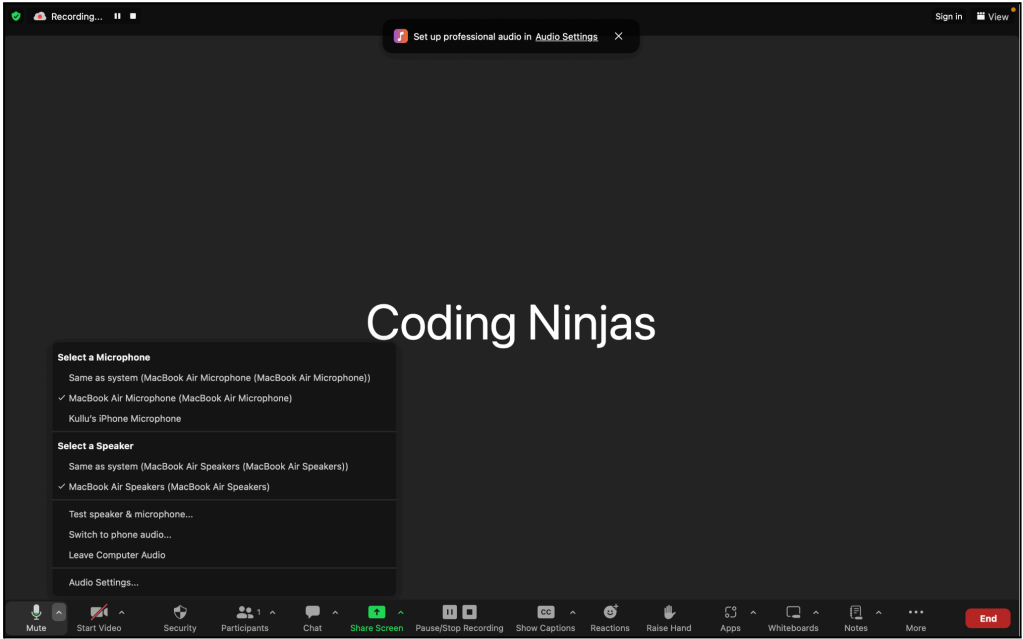 Recording...
Sign in
View
Set up professional audio in Audio Settings
Coding Ninjas
Select a Microphone
Same as system (MacBook Air Microphone (MacBook Air Microphone))
MacBook Air Microphone (MacBook Air Microphone)
Kullu's iPhone Microphone
Select a Speaker
Same as system (MacBook Air Speakers (MacBook Air Speakers))
MacBook Air Speakers (MacBook Air Speakers)
Test speaker & microphone...
Switch to phone audio...
Leave Computer Audio
Audio Settings...
1
CC
Mute
Start Video
Security
Participants
Chat
Share Screen
Pause/Stop Recording
Show Captions
Reactions
Raise Hand
Apps
Whiteboards
Notes
More
End